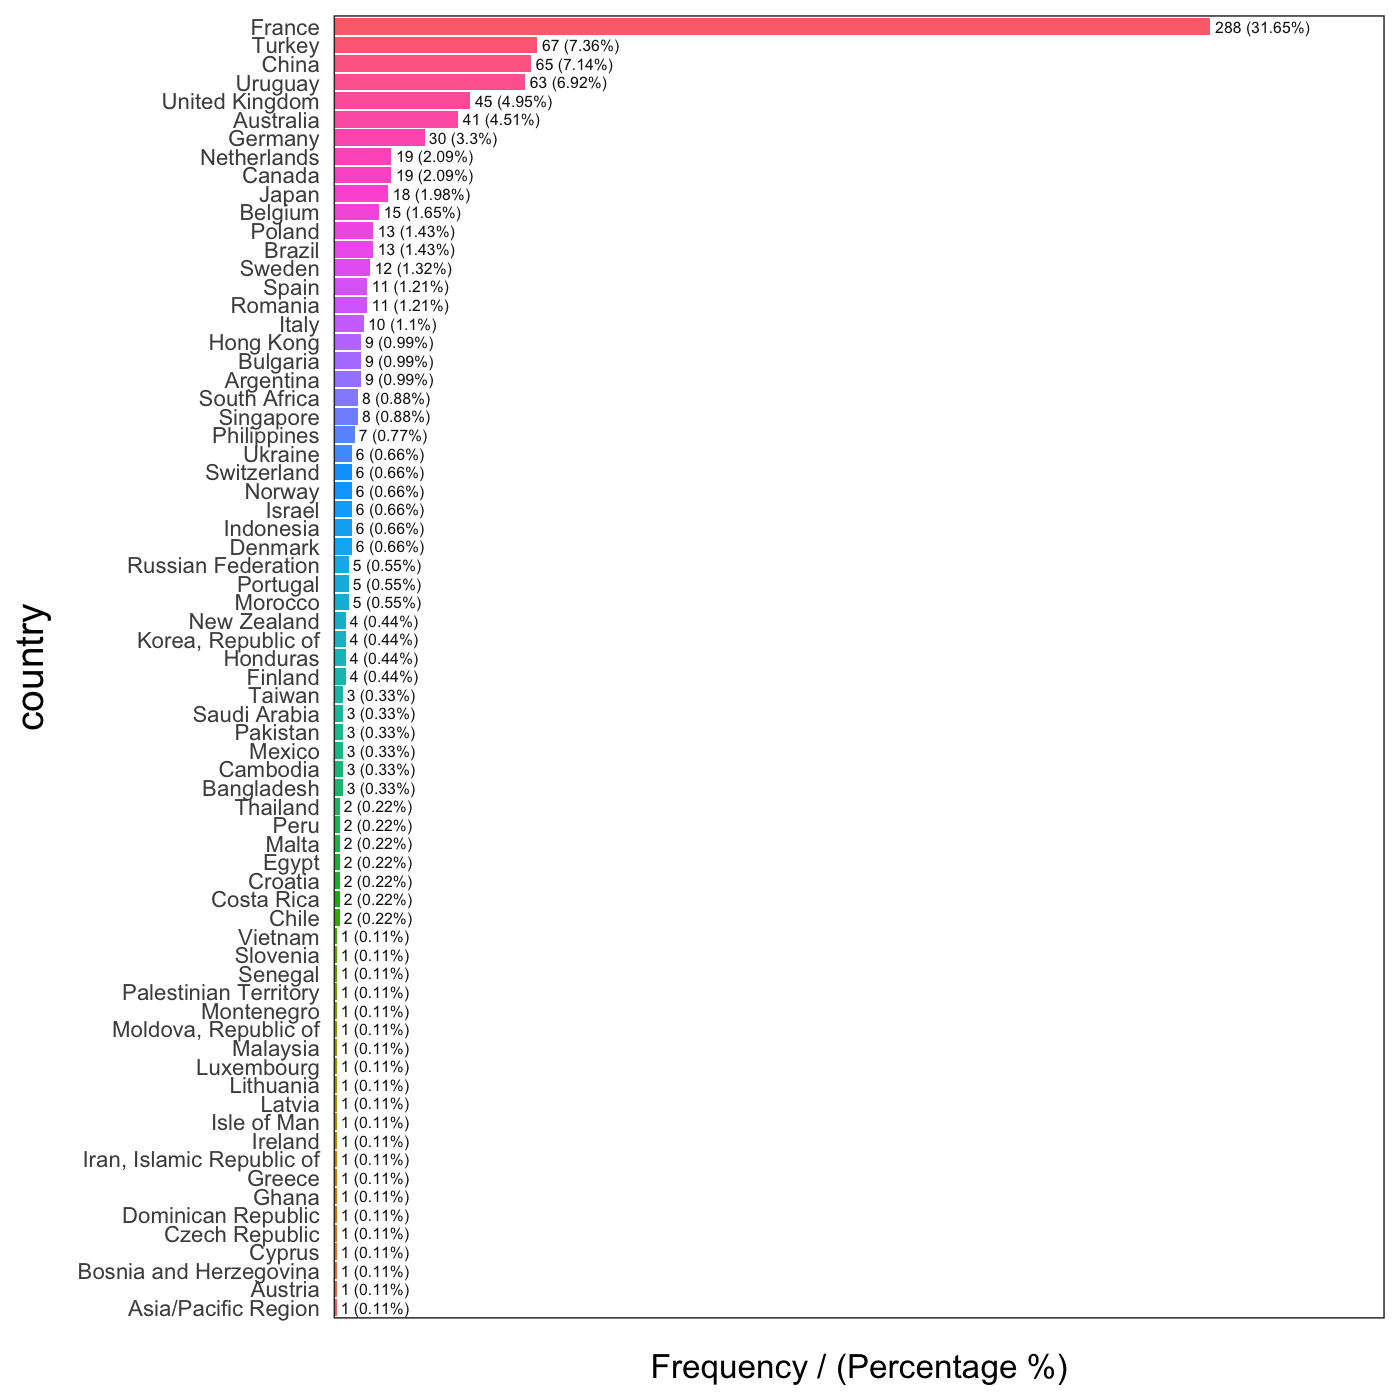 France 288 (31.65%)
Turkey 67 (7.36%)
China 65 (7.14%)
Uruguay 63 (6.92%)
United Kingdom 45 (4.95%)
Australia 41 (4.51%)
Germany 30 (3.3%)
Netherlands 19 (2.09%)
Canada 19 (2.09%)
Japan 18 (1.98%)
Belgium 15 (1.65%)
Poland 13 (1.43%)
Brazil 13 (1.43%)
Sweden 12 (1.32%)
Spain 11 (1.21%)
Romania 11 (1.21%)
Italy 10 (1.1%)
Hong Kong 9 (0.99%)
Bulgaria 9 (0.99%)
Argentina 9 (0.99%)
South Africa 8 (0.88%)
Singapore 8 (0.88%)
Philippines 7 (0.77%)
Ukraine 6 (0.66%)
Switzerland 6 (0.66%)
Norway 6 (0.66%)
Israel 6 (0.66%)
Indonesia 6 (0.66%)
Denmark 6 (0.66%)
Russian Federation 5 (0.55%)
Portugal 5 (0.55%)
Morocco 5 (0.55%)
New Zealand 4 (0.44%)
Korea, Republic of 4 (0.44%)
Honduras 4 (0.44%)
Finland 4 (0.44%)
Taiwan 3 (0.33%)
Saudi Arabia 3 (0.33%)
Pakistan 3 (0.33%)
Mexico 3 (0.33%)
Cambodia 3 (0.33%)
Bangladesh 3 (0.33%)
Thailand 2 (0.22%)
Peru 2 (0.22%)
Malta 2 (0.22%)
Egypt 2 (0.22%)
Croatia 2 (0.22%)
Costa Rica 2 (0.22%)
Chile 2 (0.22%)
Vietnam 1 (0.11%)
Slovenia 1 (0.11%)
Senegal 1 (0.11%)
Palestinian Territory 1 (0.11%)
Montenegro 1 (0.11%)
Moldova, Republic of 1 (0.11%)
Malaysia 1 (0.11%)
Luxembourg 1 (0.11%)
Lithuania 1 (0.11%)
Latvia 1 (0.11%)
Isle of Man 1 (0.11%)
Ireland 1 (0.11%)
Iran, Islamic Republic of 1 (0.11%)
Greece 1 (0.11%)
Ghana 1 (0.11%)
Dominican Republic 1 (0.11%)
Czech Republic 1 (0.11%)
Cyprus 1 (0.11%)
Bosnia and Herzegovina 1 (0.11%)
Austria 1 (0.11%)
Asia/Pacific Region 1 (0.11%)
country
Frequency / (Percentage %)